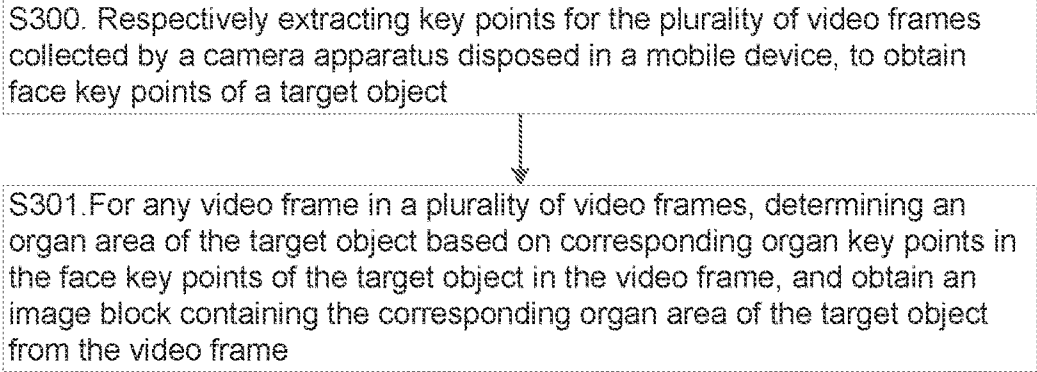 S300. Respectively extracting key points for the plurality of video frames
collected by a camera apparatus disposed in a mobile device, to obtain
face key points of a target object
S301.For any video frame in a plurality of video frames, determining an
organ area of the target object based on corresponding organ key points in
the face key points of the target object in the video frame, and obtain an
image block containing the corresponding organ area of the target object
from the video frame